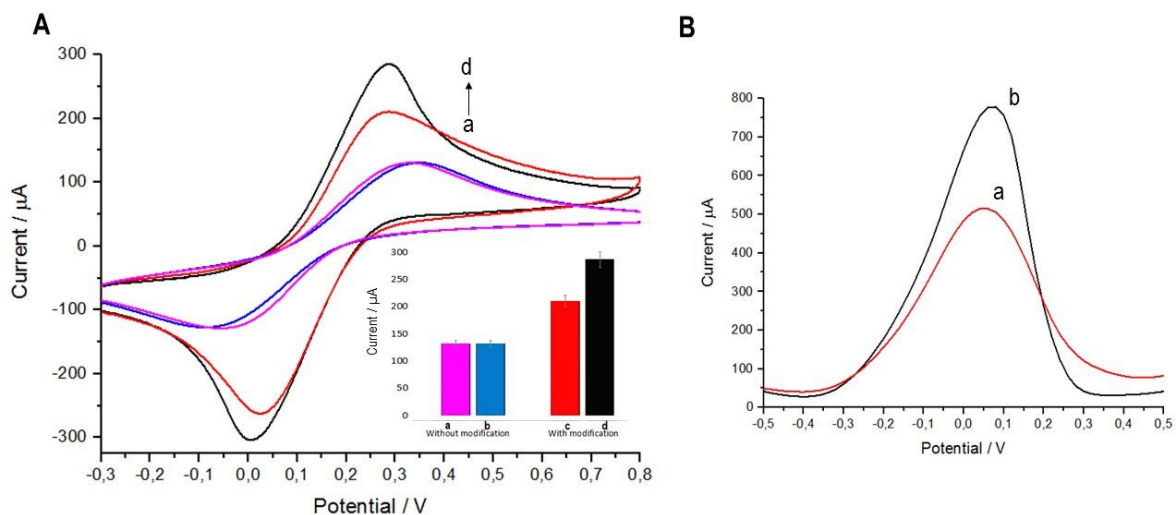 A
300
200
100
0
-100
-200
-300
Current / µA
-0,3 -0,2 -0,1 0,0 0,1 0,2 0,3 0,4 0,5 0,6 0,7 0,8
Potential / V
d
a
300
250
200
150
100
50
0
Current / µA
a b c d
Without modification With modification
B
800
700
600
500
400
300
200
100
0
Current / µA
-0,5 -0,4 -0,3 -0,2 -0,1 0,0 0,1 0,2 0,3 0,4 0,5
Potential / V
b
a